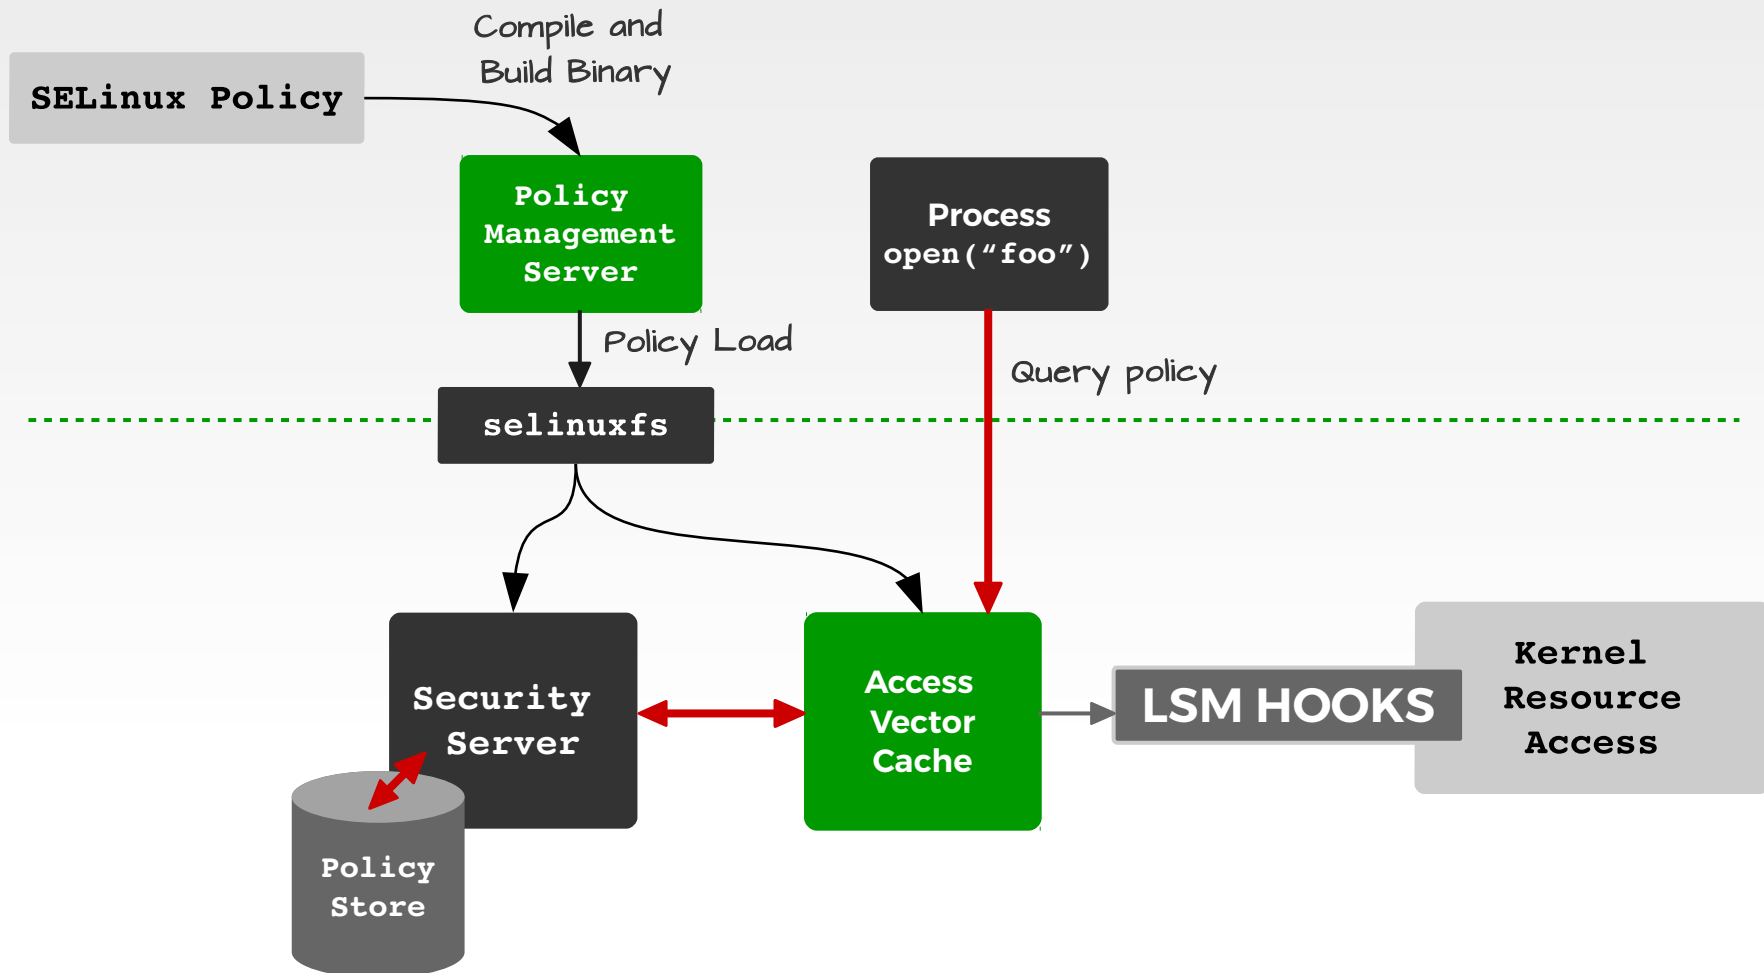 Compile and
Build Binary
SELinux Policy
Policy
Management
Server
Process
open(“foo”)
Policy Load
Query policy
selinuxfs
Security
Server
Access
Vector
Cache
LSM HOOKS
Kernel
Resource
Access
Policy
Store